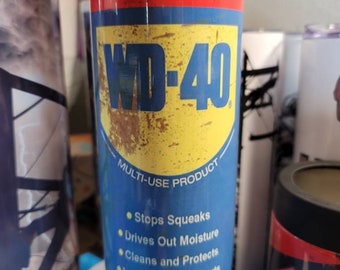 WD-40®
MULTI-USE PRODUCT
• Stops Squeaks
• Drives Out Moisture
• Cleans and Protects